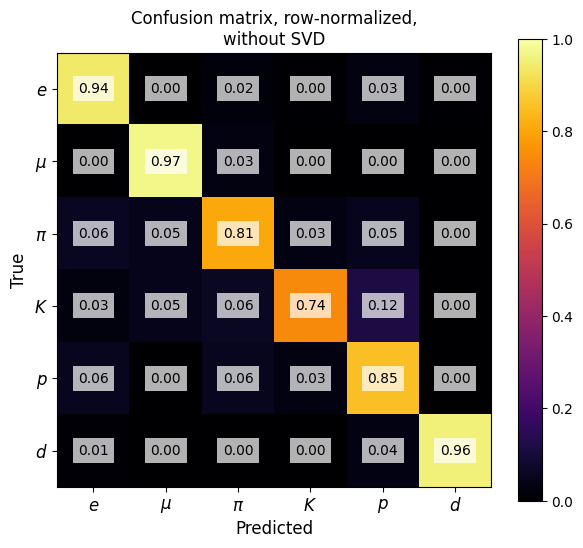 Confusion matrix, row-normalized,
without SVD
e 0.94 0.00 0.02 0.00 0.03 0.00
μ 0.00 0.97 0.03 0.00 0.00 0.00
π 0.06 0.05 0.81 0.03 0.05 0.00
K 0.03 0.05 0.06 0.74 0.12 0.00
p 0.06 0.00 0.06 0.03 0.85 0.00
d 0.01 0.00 0.00 0.00 0.04 0.96
e μ π K p d
Predicted
True
1.0
0.8
0.6
0.4
0.2
0.0